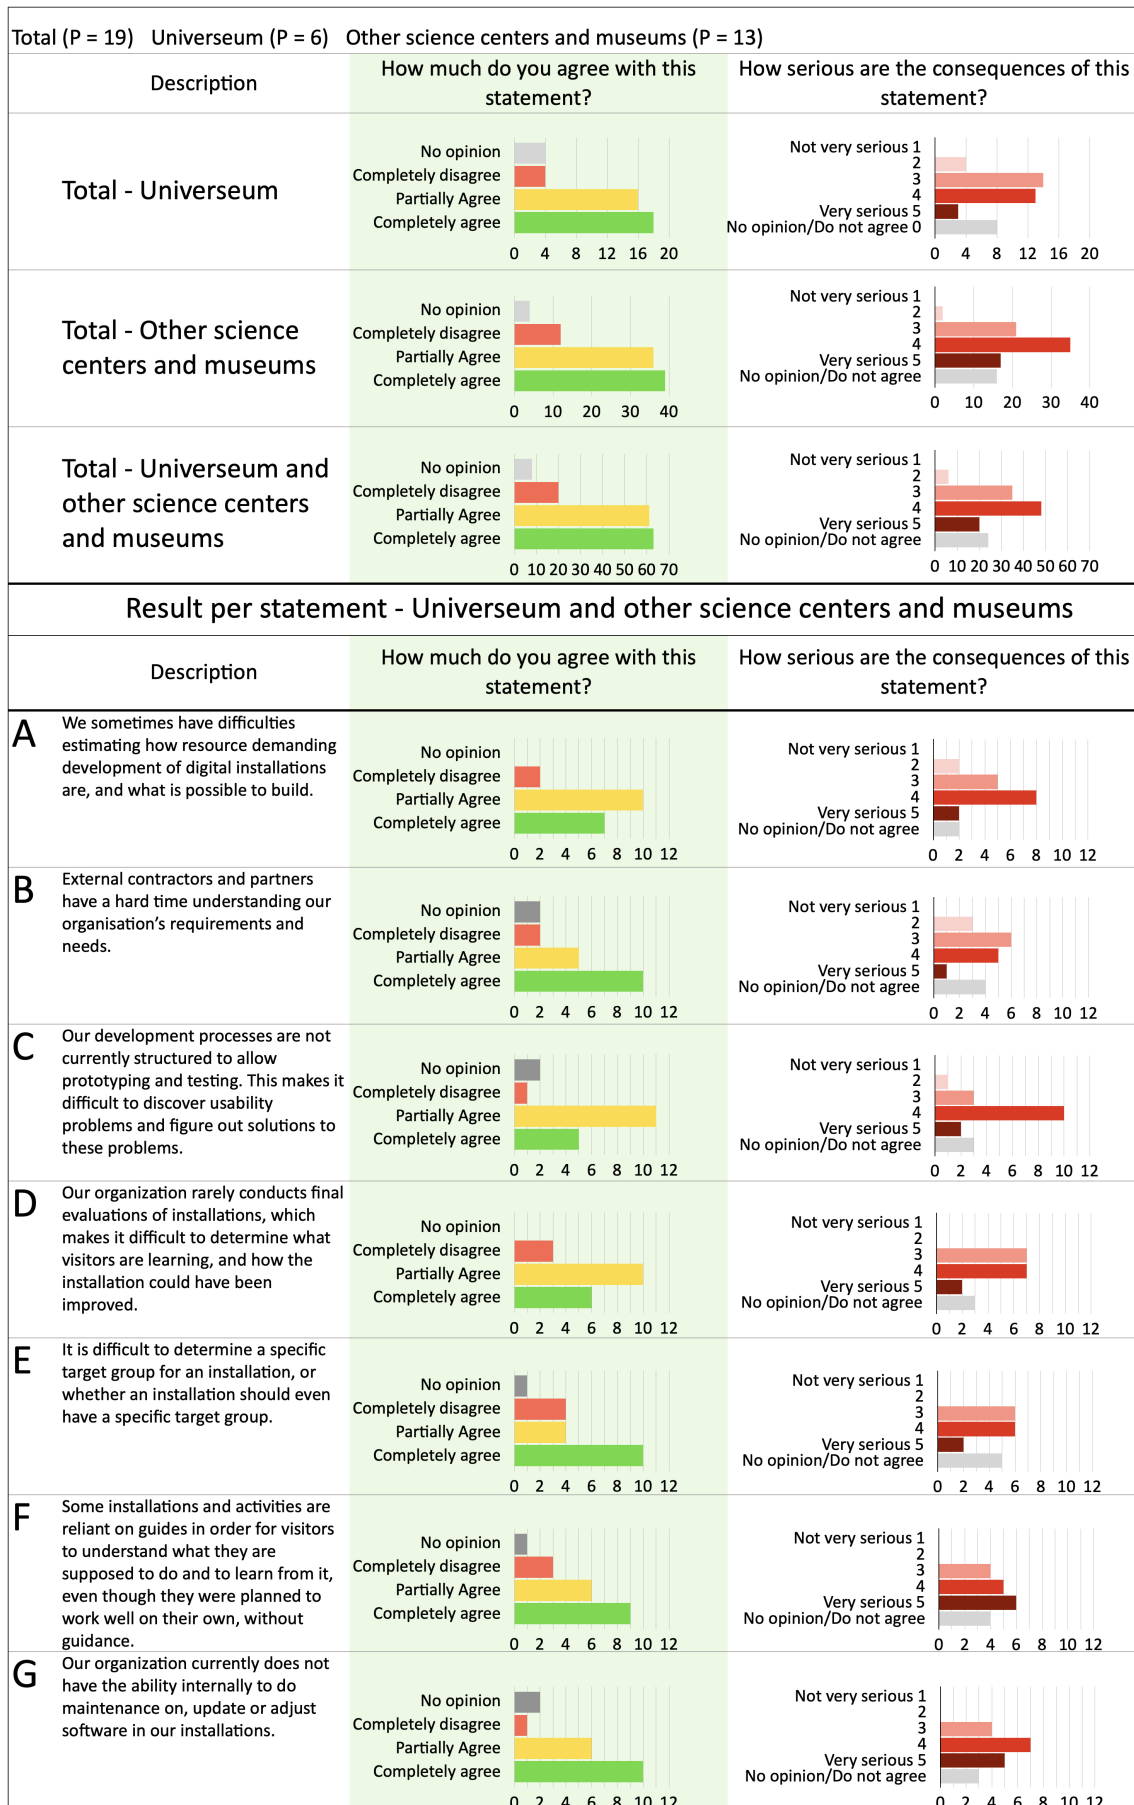 Total (P = 19) Universeum (P = 6) Other science centers and museums (P = 13)
Description
How much do you agree with this
statement?
How serious are the consequences of this
statement?
Total - Universeum
No opinion
Completely disagree
Partially Agree
Completely agree
0 4 8 12 16 20
Not very serious 1
2
3
4
Very serious 5
No opinion/Do not agree 0
0 4 8 12 16 20
Total - Other science
centers and museums
No opinion
Completely disagree
Partially Agree
Completely agree
0 10 20 30 40
Not very serious 1
2
3
4
Very serious 5
No opinion/Do not agree
0 10 20 30 40
Total - Universeum and
other science centers
and museums
No opinion
Completely disagree
Partially Agree
Completely agree
0 10 20 30 40 50 60 70
Not very serious 1
2
3
4
Very serious 5
No opinion/Do not agree
0 10 20 30 40 50 60 70
Result per statement - Universeum and other science centers and museums
Description
How much do you agree with this
statement?
How serious are the consequences of this
statement?
A
We sometimes have difficulties
estimating how resource demanding
development of digital installations
are, and what is possible to build.
No opinion
Completely disagree
Partially Agree
Completely agree
0 2 4 6 8 10 12
Not very serious 1
2
3
4
Very serious 5
No opinion/Do not agree
0 2 4 6 8 10 12
B
External contractors and partners
have a hard time understanding our
organisation’s requirements and
needs.
No opinion
Completely disagree
Partially Agree
Completely agree
0 2 4 6 8 10 12
Not very serious 1
2
3
4
Very serious 5
No opinion/Do not agree
0 2 4 6 8 10 12
C
Our development processes are not
currently structured to allow
prototyping and testing. This makes it
difficult to discover usability
problems and figure out solutions to
these problems.
No opinion
Completely disagree
Partially Agree
Completely agree
0 2 4 6 8 10 12
Not very serious 1
2
3
4
Very serious 5
No opinion/Do not agree
0 2 4 6 8 10 12
D
Our organization rarely conducts final
evaluations of installations, which
makes it difficult to determine what
visitors are learning, and how the
installation could have been
improved.
No opinion
Completely disagree
Partially Agree
Completely agree
0 2 4 6 8 10 12
Not very serious 1
2
3
4
Very serious 5
No opinion/Do not agree
0 2 4 6 8 10 12
E
It is difficult to determine a specific
target group for an installation, or
whether an installation should even
have a specific target group.
No opinion
Completely disagree
Partially Agree
Completely agree
0 2 4 6 8 10 12
Not very serious 1
2
3
4
Very serious 5
No opinion/Do not agree
0 2 4 6 8 10 12
F
Some installations and activities are
reliant on guides in order for visitors
to understand what they are
supposed to do and to learn from it,
even though they were planned to
work well on their own, without
guidance.
No opinion
Completely disagree
Partially Agree
Completely agree
0 2 4 6 8 10 12
Not very serious 1
2
3
4
Very serious 5
No opinion/Do not agree
0 2 4 6 8 10 12
G
Our organization currently does not
have the ability internally to do
maintenance on, update or adjust
software in our installations.
No opinion
Completely disagree
Partially Agree
Completely agree
0 2 4 6 8 10 12
Not very serious 1
2
3
4
Very serious 5
No opinion/Do not agree
0 2 4 6 8 10 12